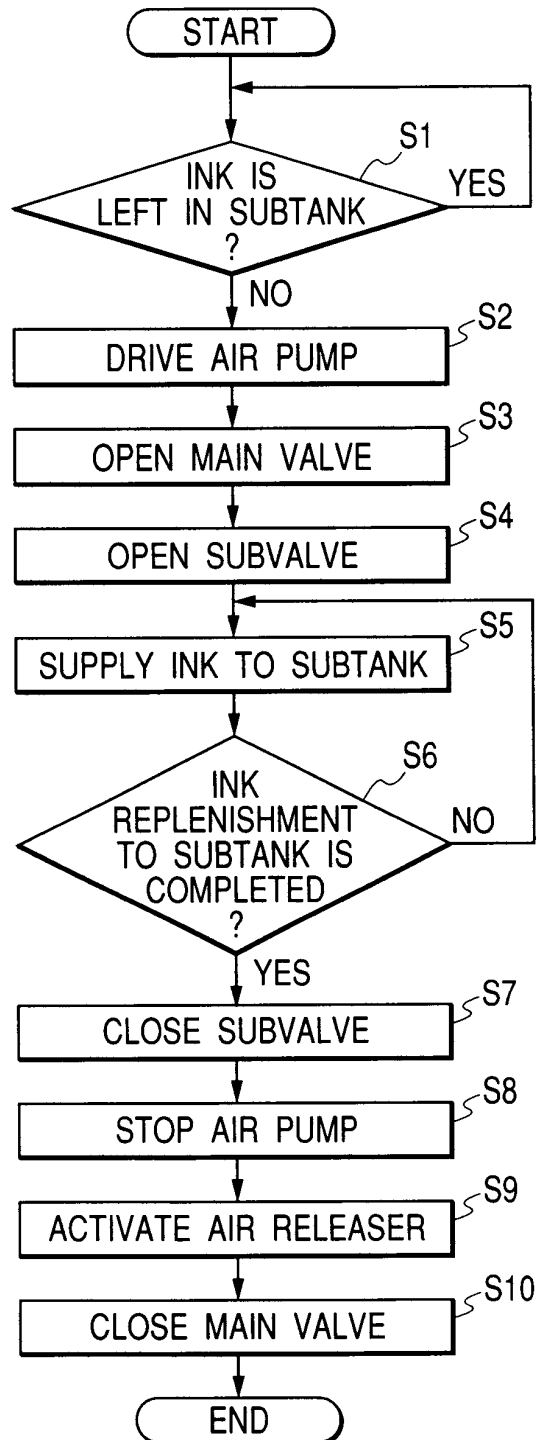 START
S1
INK IS
LEFT IN SUBTANK
?
YES
NO
S2
DRIVE AIR PUMP
S3
OPEN MAIN VALVE
S4
OPEN SUBVALVE
S5
SUPPLY INK TO SUBTANK
S6
INK
REPLENISHMENT
TO SUBTANK IS
COMPLETED
?
NO
YES
S7
CLOSE SUBVALVE
S8
STOP AIR PUMP
S9
ACTIVATE AIR RELEASER
S10
CLOSE MAIN VALVE
END